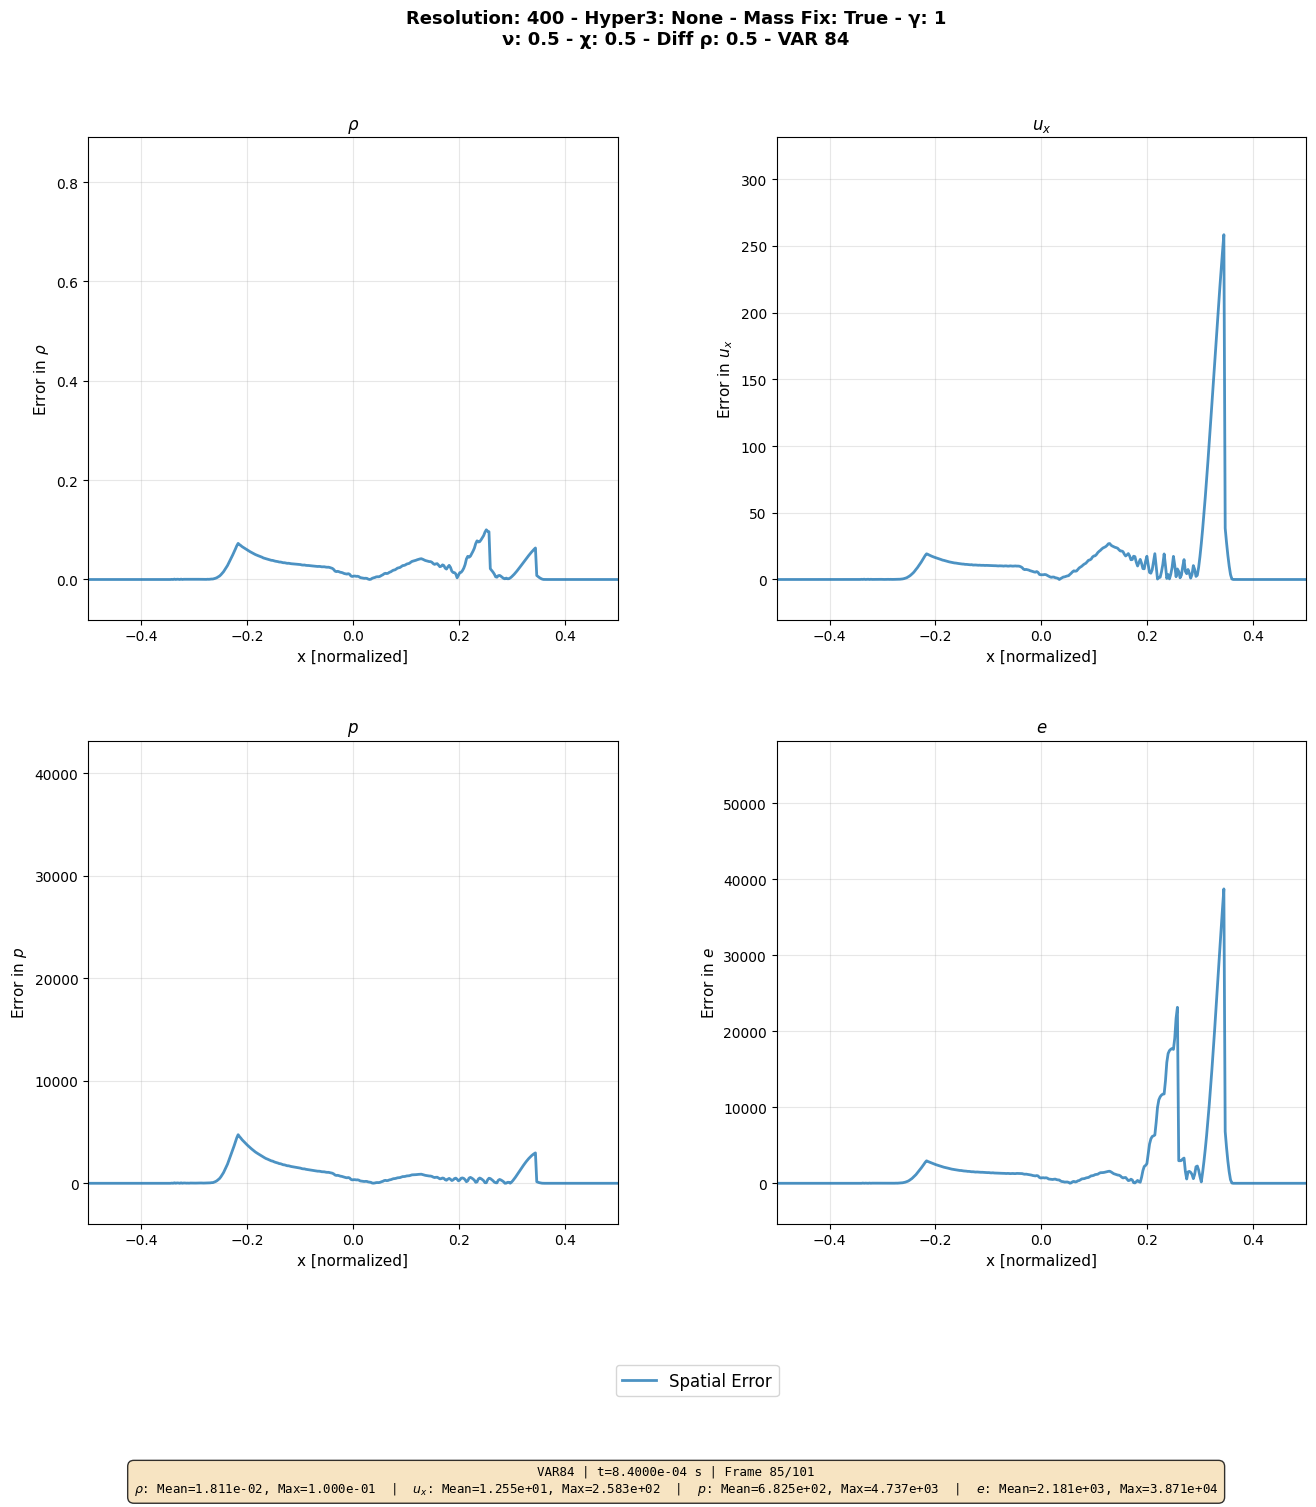 Resolution: 400 - Hyper3: None - Mass Fix: True - γ: 1
ν: 0.5 - χ: 0.5 - Diff ρ: 0.5 - VAR 84
ρ
0.8
0.6
0.4
0.2
0.0
Error in ρ
−0.4 −0.2 0.0 0.2 0.4
x [normalized]
uₓ
300
250
200
150
100
50
0
Error in uₓ
−0.4 −0.2 0.0 0.2 0.4
x [normalized]
p
40000
30000
20000
10000
0
Error in p
−0.4 −0.2 0.0 0.2 0.4
x [normalized]
e
50000
40000
30000
20000
10000
0
Error in e
−0.4 −0.2 0.0 0.2 0.4
x [normalized]
Spatial Error
VAR84 | t=8.4000e-04 s | Frame 85/101
ρ: Mean=1.811e-02, Max=1.000e-01 | uₓ: Mean=1.255e+01, Max=2.583e+02 | p: Mean=6.825e+02, Max=4.737e+03 | e: Mean=2.181e+03, Max=3.871e+04